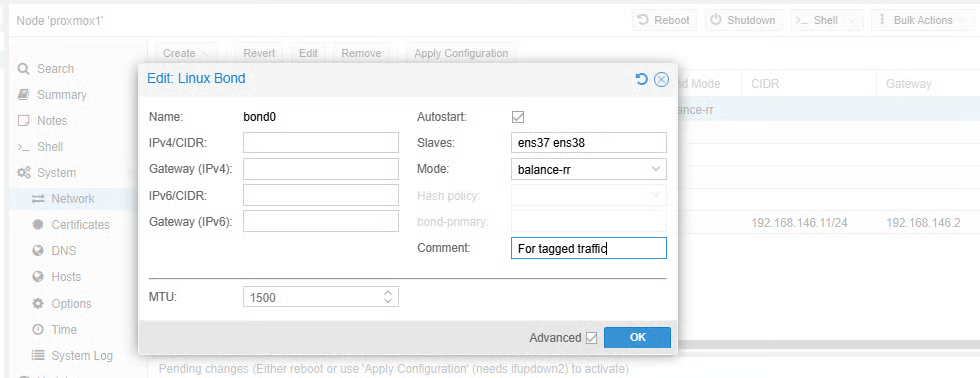 Node 'proxmox1'
Reboot
Shutdown
Shell
Bulk Actions
Create
Revert
Edit
Remove
Apply Configuration
Search
Summary
Notes
Shell
System
Network
Certificates
DNS
Hosts
Options
Time
System Log
Edit: Linux Bond
Name: bond0
IPv4/CIDR:
Gateway (IPv4):
IPv6/CIDR:
Gateway (IPv6):
Autostart:
Slaves: ens37 ens38
Mode: balance-rr
Hash policy:
bond-primary:
Comment: For tagged traffic
MTU: 1500
Advanced
OK
Mode CIDR Gateway
192.168.146.11/24 192.168.146.2
Pending changes (Either reboot or use 'Apply Configuration' (needs ifupdown2) to activate)